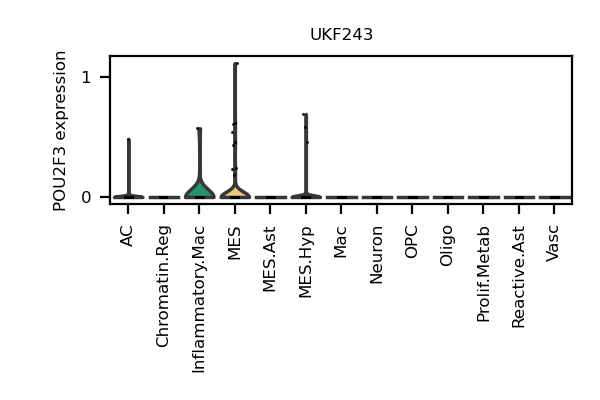 UKF243
POU2F3 expression
1
0
AC
Chromatin.Reg
Inflammatory.Mac
MES
MES.Ast
MES.Hyp
Mac
Neuron
OPC
Oligo
Prolif.Metab
Reactive.Ast
Vasc